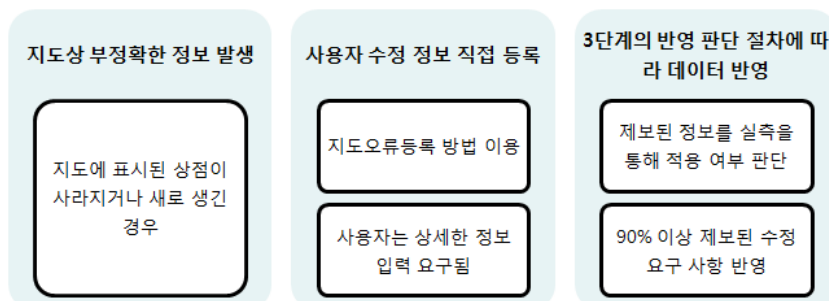 지도상 부정확한 정보 발생
지도에 표시된 상점이
사라지거나 새로 생긴
경우
사용자 수정 정보 직접 등록
지도오류등록 방법 이용
사용자는 상세한 정보
입력 요구됨
3단계의 반영 판단 절차에 따
라 데이터 반영
제보된 정보를 실측을
통해 적용 여부 판단
90% 이상 제보된 수정
요구 사항 반영